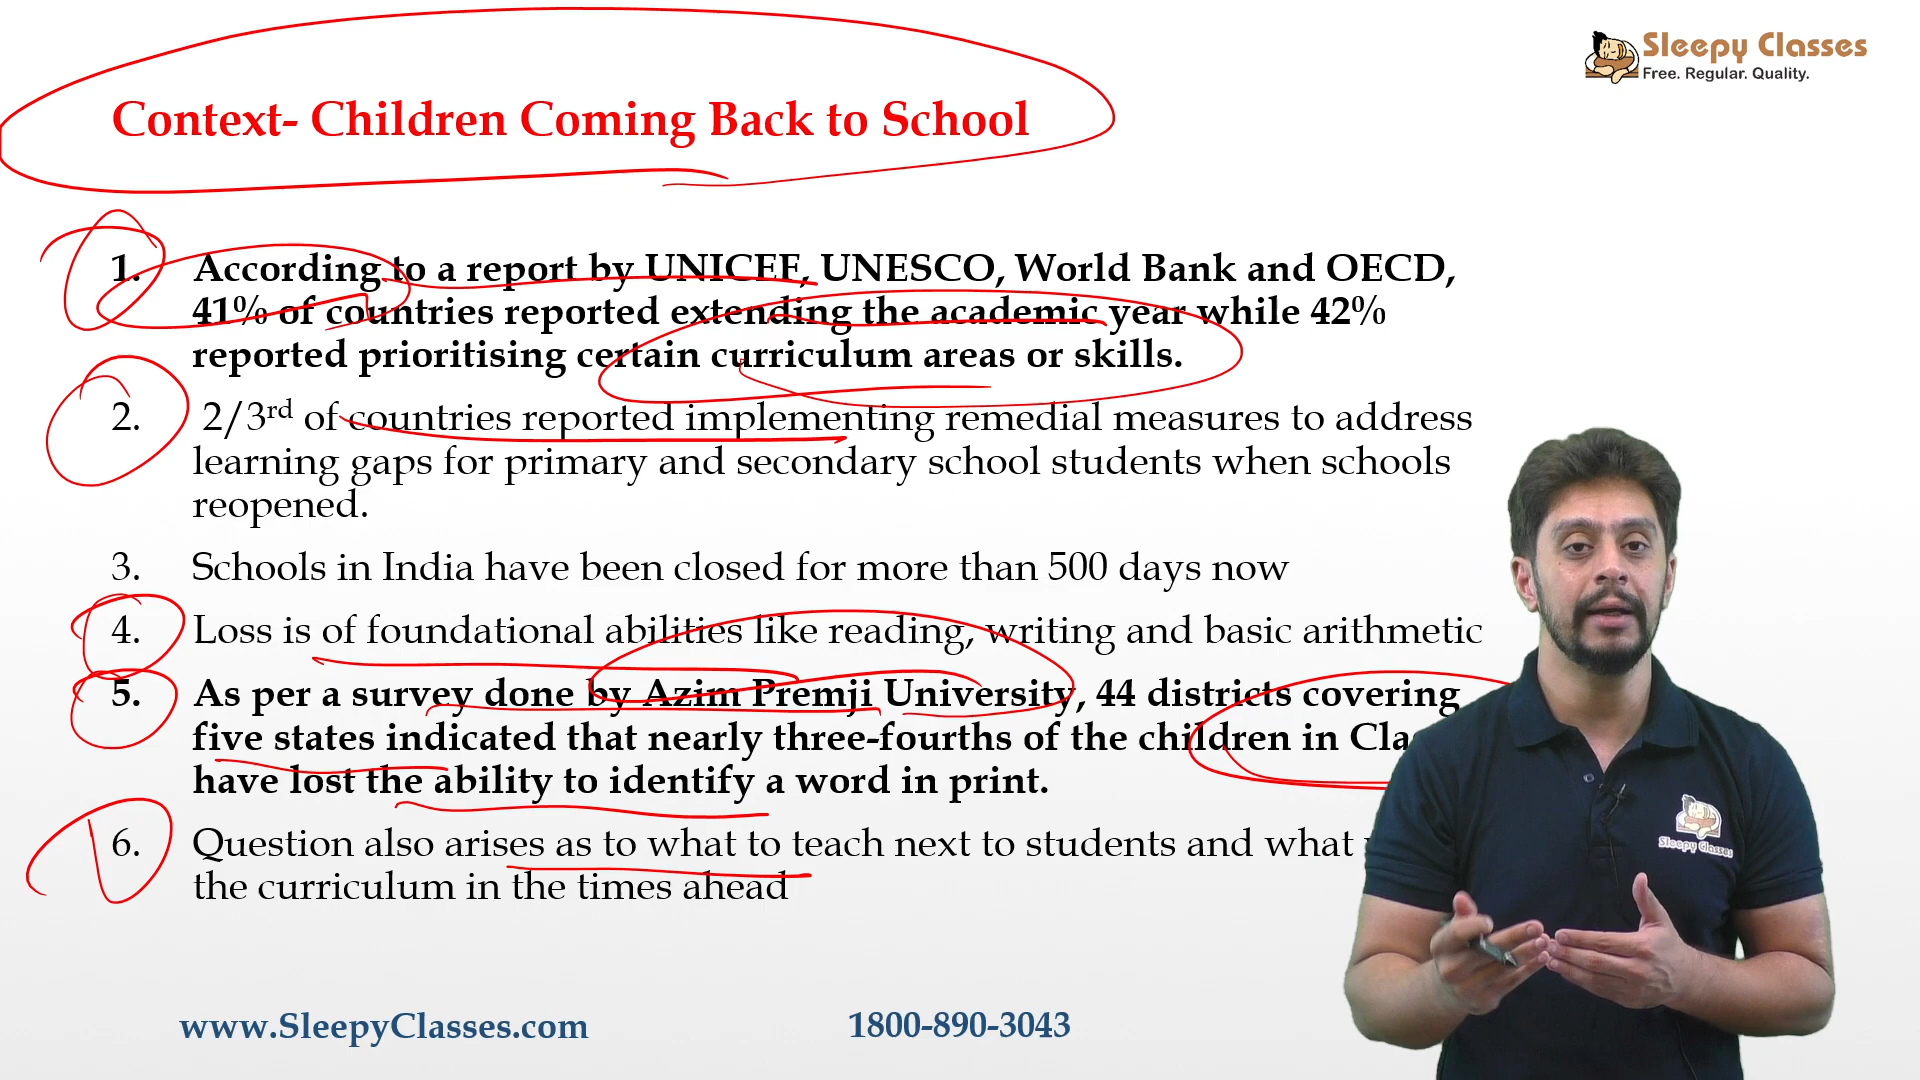 Sleepy Classes
Free. Regular. Quality.
Context- Children Coming Back to School
1. According to a report by UNICEF, UNESCO, World Bank and OECD,
41% of countries reported extending the academic year while 42%
reported prioritising certain curriculum areas or skills.
2. 2/3rd of countries reported implementing remedial measures to address
learning gaps for primary and secondary school students when schools
reopened.
3. Schools in India have been closed for more than 500 days now
4. Loss is of foundational abilities like reading, writing and basic arithmetic
5. As per a survey done by Azim Premji University, 44 districts covering
five states indicated that nearly three-fourths of the children in
have lost the ability to identify a word in print.
6. Question also arises as to what to teach next to students and what
the curriculum in the times ahead
Sleepy Classes
www.SleepyClasses.com
1800-890-3043